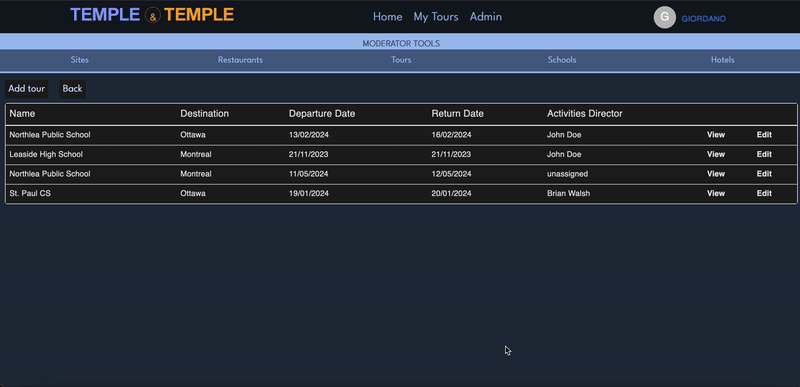 TEMPLE & TEMPLE Home My Tours Admin G GIORDANO
MODERATOR TOOLS
Sites Restaurants Tours Schools Hotels
Add tour Back
Name Destination Departure Date Return Date Activities Director
Northlea Public School Ottawa 13/02/2024 16/02/2024 John Doe View Edit
Leaside High School Montreal 21/11/2023 21/11/2023 John Doe View Edit
Northlea Public School Montreal 11/05/2024 12/05/2024 unassigned View Edit
St. Paul CS Ottawa 19/01/2024 20/01/2024 Brian Walsh View Edit